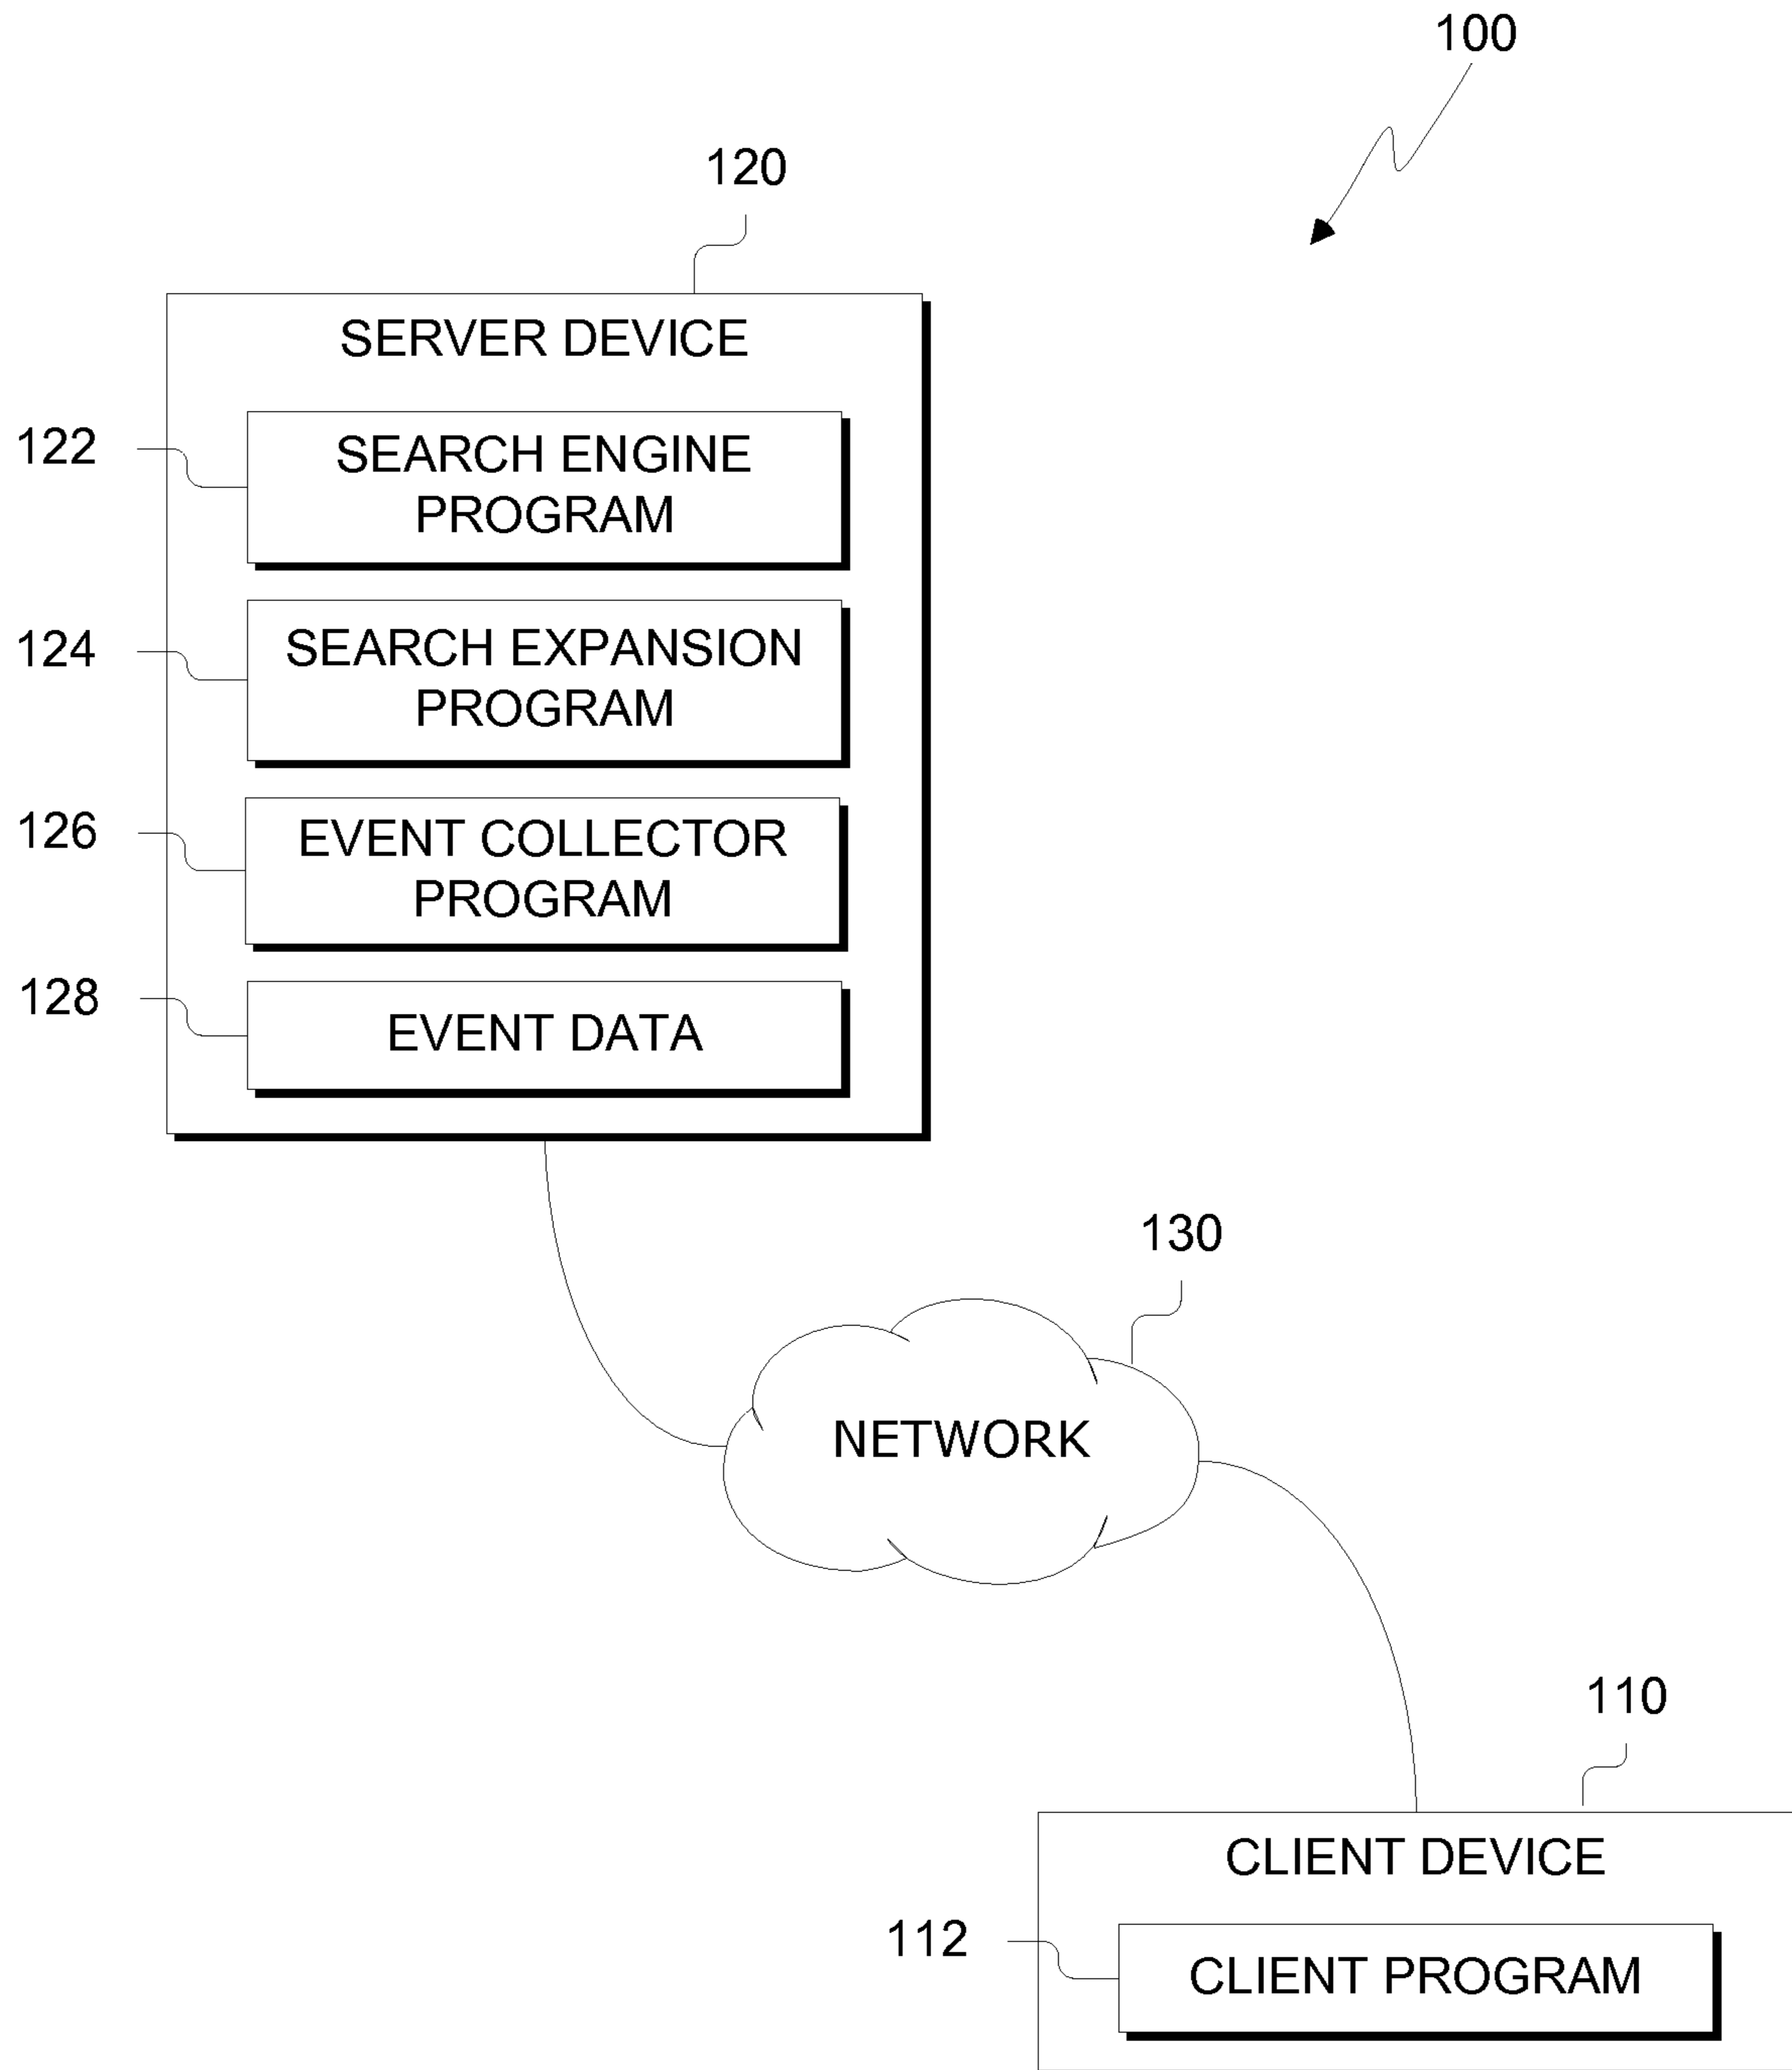 100
120
SERVER DEVICE
122
SEARCH ENGINE
PROGRAM
124
SEARCH EXPANSION
PROGRAM
126
EVENT COLLECTOR
PROGRAM
128
EVENT DATA
130
NETWORK
110
CLIENT DEVICE
112
CLIENT PROGRAM